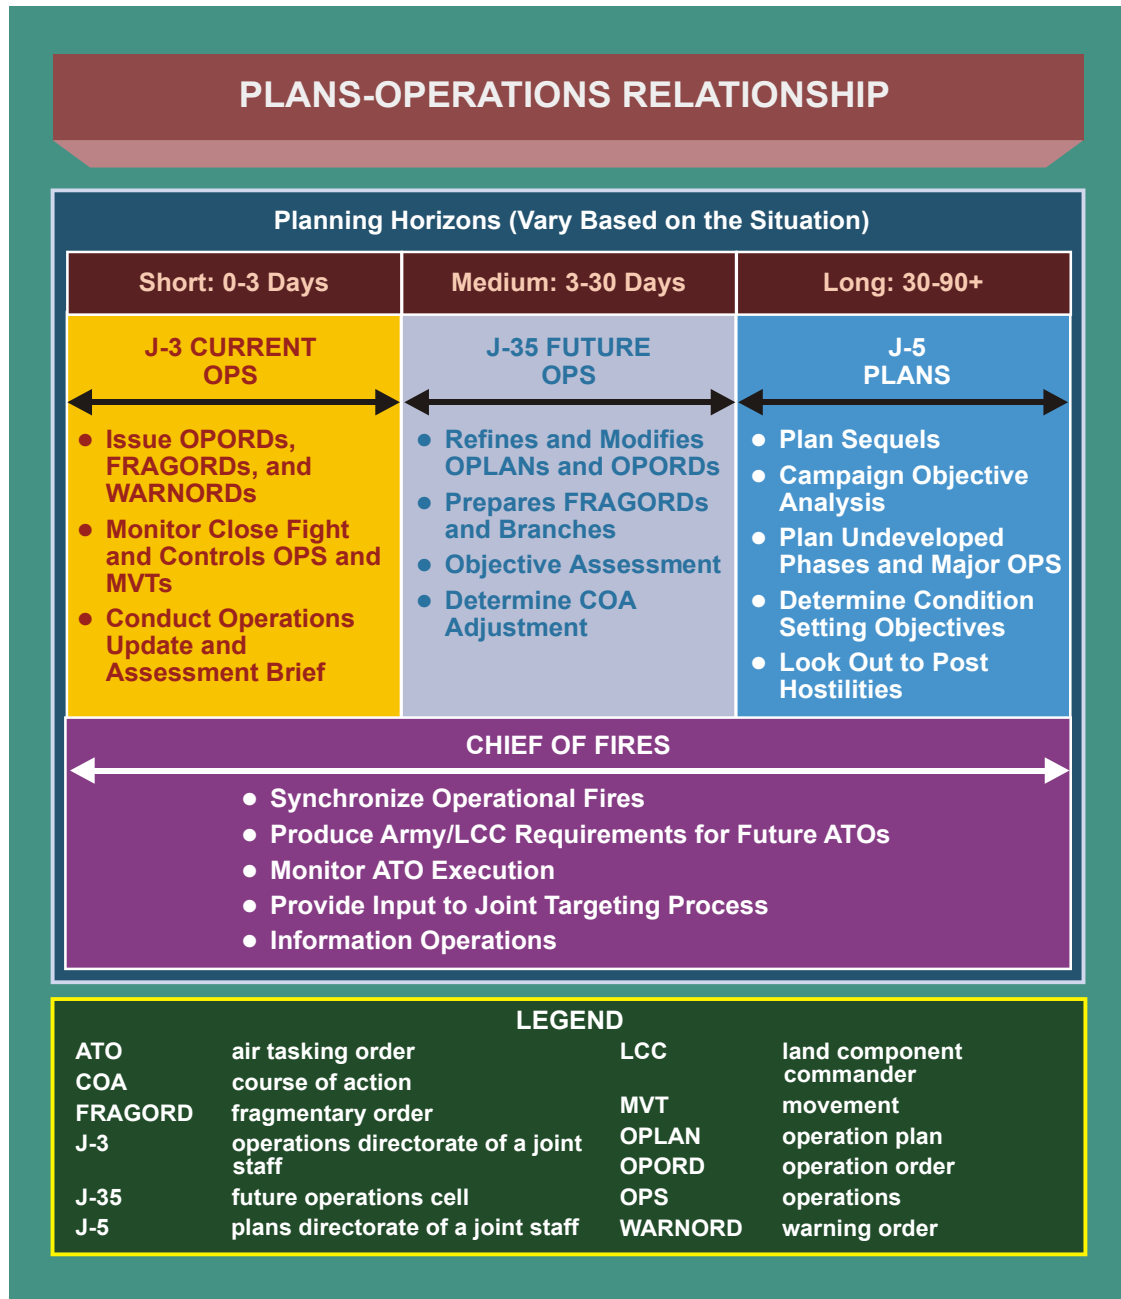 PLANS-OPERATIONS RELATIONSHIP
Planning Horizons (Vary Based on the Situation)
Short: 0-3 Days
Medium: 3-30 Days
Long: 30-90+
J-3 CURRENT
OPS
● Issue OPORDs,
FRAGORDs, and
WARNORDs
● Monitor Close Fight
and Controls OPS and
MVTs
● Conduct Operations
Update and
Assessment Brief
J-35 FUTURE
OPS
● Refines and Modifies
OPLANs and OPORDs
● Prepares FRAGORDs
and Branches
● Objective Assessment
● Determine COA
Adjustment
J-5
PLANS
● Plan Sequels
● Campaign Objective
Analysis
● Plan Undeveloped
Phases and Major OPS
● Determine Condition
Setting Objectives
● Look Out to Post
Hostilities
CHIEF OF FIRES
● Synchronize Operational Fires
● Produce Army/LCC Requirements for Future ATOs
● Monitor ATO Execution
● Provide Input to Joint Targeting Process
● Information Operations
LEGEND
ATO air tasking order
COA course of action
FRAGORD fragmentary order
J-3 operations directorate of a joint
staff
J-35 future operations cell
J-5 plans directorate of a joint staff
LCC land component
commander
MVT movement
OPLAN operation plan
OPORD operation order
OPS operations
WARNORD warning order